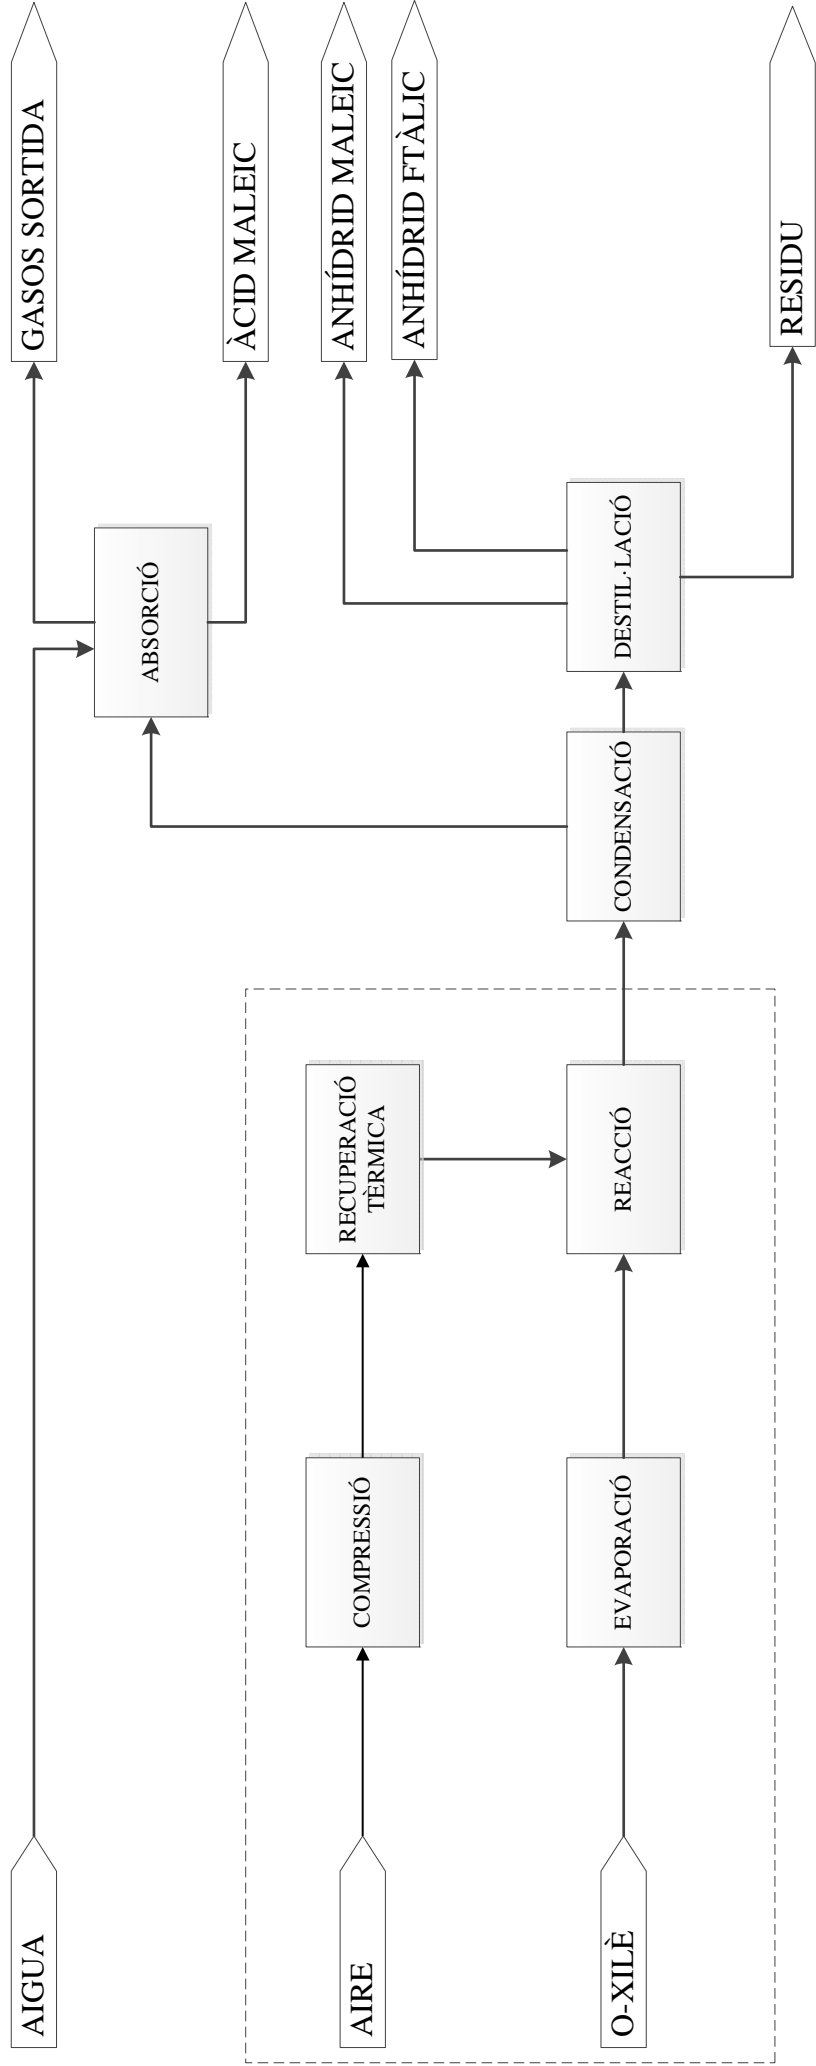 AIGUA
GASOS SORTIDA
ABSORCIÓ
ÀCID MALEIC
AIRE
COMPRESSIÓ
RECUPERACIÓ
TÈRMICA
ANHÍDRID MALEIC
ANHÍDRID FTÀLIC
O-XILÈ
EVAPORACIÓ
REACCIÓ
CONDENSACIÓ
DESTIL·LACIÓ
RESIDU